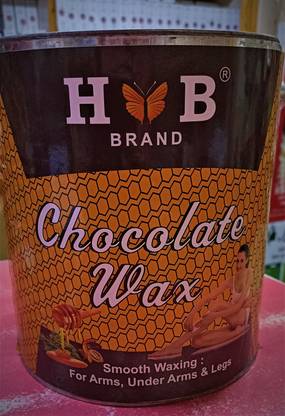 H B ®
BRAND
Chocolate
Wax
Smooth Waxing :
For Arms, Under Arms & Legs